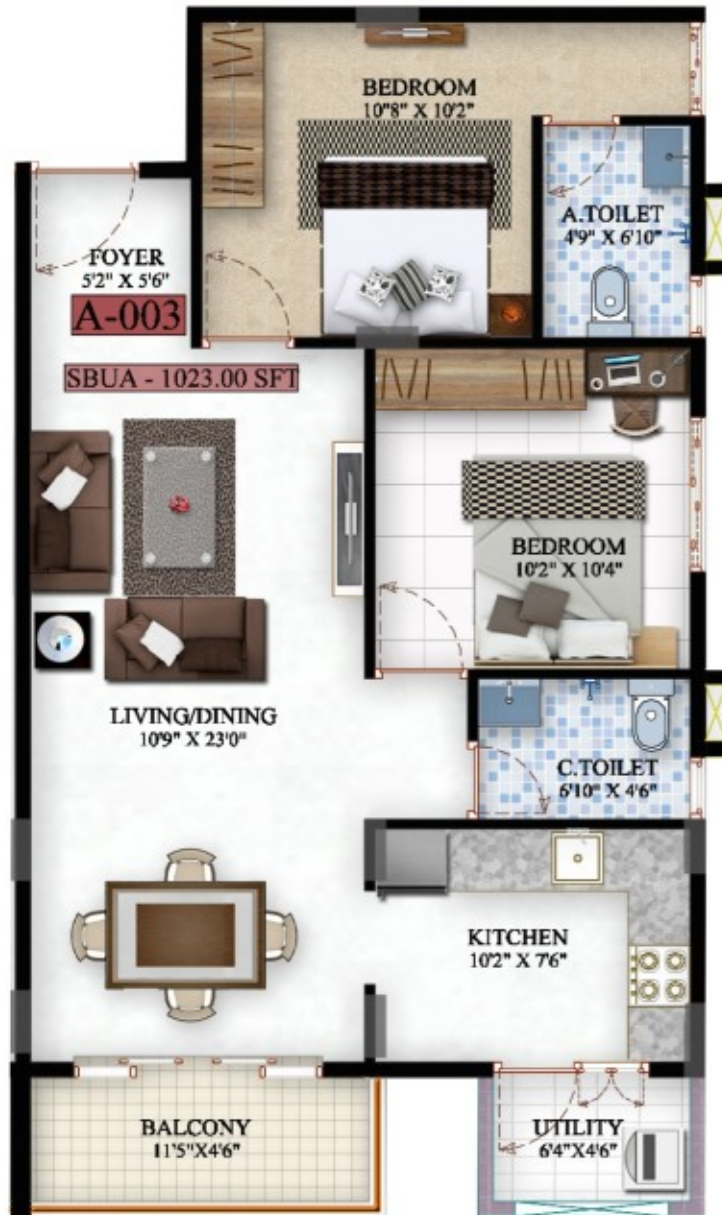 BEDROOM
10"8" X 10'2"
A.TOILET
4'9" X 6'10"
FOYER
5'2" X 5'6"
A-003
SBUA - 1023.00 SFT
BEDROOM
10'2" X 10'4"
LIVING/DINING
10'9" X 23'0"
C.TOILET
6'10" X 4'6"
KITCHEN
10'2" X 7'6"
BALCONY
11'5"X4'6"
UTILITY
6'4"X4'6"